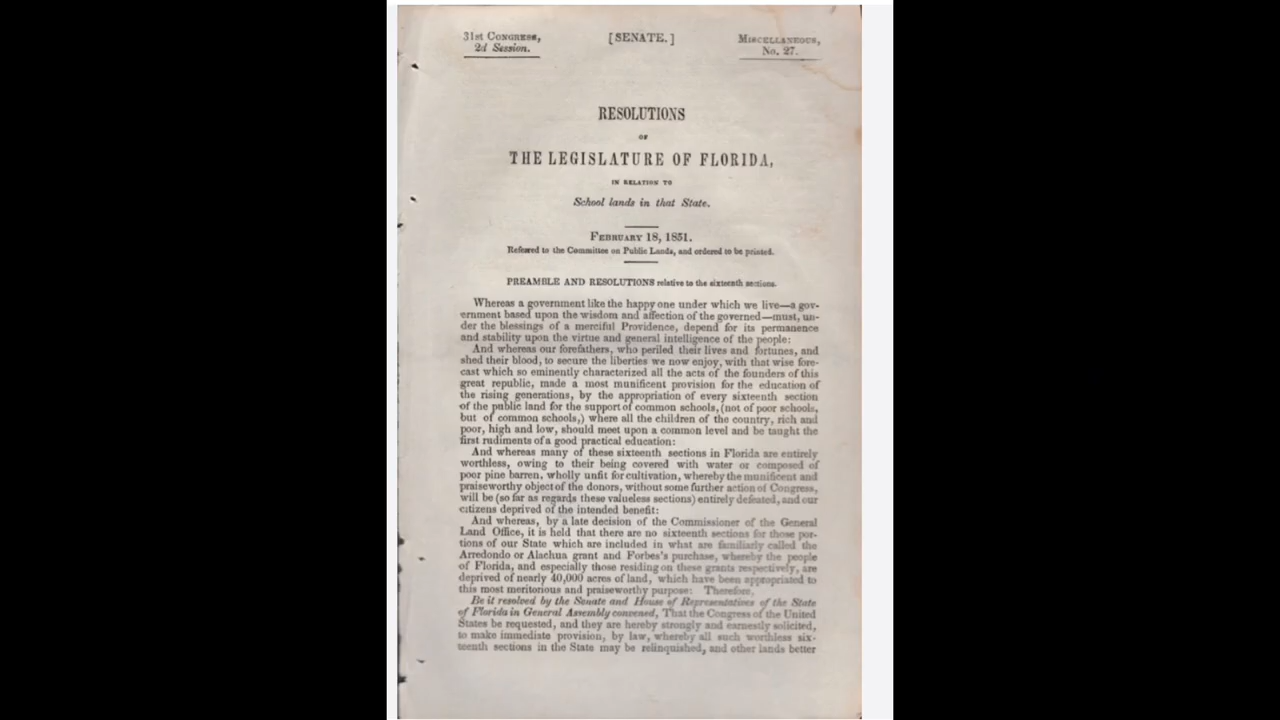 31st Congress,
2d Session.
[SENATE.]
Miscellaneous,
No. 27.
RESOLUTIONS
OF
THE LEGISLATURE OF FLORIDA,
IN RELATION TO
School lands in that State.
February 18, 1851.
Referred to the Committee on Public Lands, and ordered to be printed.
PREAMBLE AND RESOLUTIONS relative to the sixteenth sections.
Whereas a government like the happy one under which we live—a gov-
ernment based upon the wisdom and affection of the governed—must, un-
der the blessings of a merciful Providence, depend for its permanence
and stability upon the virtue and general intelligence of the people:
And whereas our forefathers, who periled their lives and fortunes, and
shed their blood, to secure the liberties we now enjoy, with that wise fore-
cast which so eminently characterized all the acts of the founders of this
great republic, made a most munificent provision for the education of
the rising generations, by the appropriation of every sixteenth section
of the public land for the support of common schools, (not of poor schools,
but of common schools,) where all the children of the country, rich and
poor, high and low, should meet upon a common level and be taught the
first rudiments of a good practical education:
And whereas many of these sixteenth sections in Florida are entirely
worthless, owing to their being covered with water or composed of
poor pine barren, wholly unfit for cultivation, whereby the munificent and
praiseworthy object of the donors, without some further action of Congress,
will be (so far as regards these valueless sections) entirely defeated, and our
citizens deprived of the intended benefit:
And whereas, by a late decision of the Commissioner of the General
Land Office, it is held that there are no sixteenth sections for those por-
tions of our State which are included in what are familiarly called the
Arredondo or Alachua grant and Forbes's purchase, whereby the people
of Florida, and especially those residing on these grants respectively, are
deprived of nearly 40,000 acres of land, which have been appropriated to
this most meritorious and praiseworthy purpose: Therefore,
Be it resolved by the Senate and House of Representatives of the State
of Florida in General Assembly convened, That the Congress of the United
States be requested, and they are hereby strongly and earnestly solicited,
to make immediate provision, by law, whereby all such worthless six-
teenth sections in the State may be relinquished, and other lands better